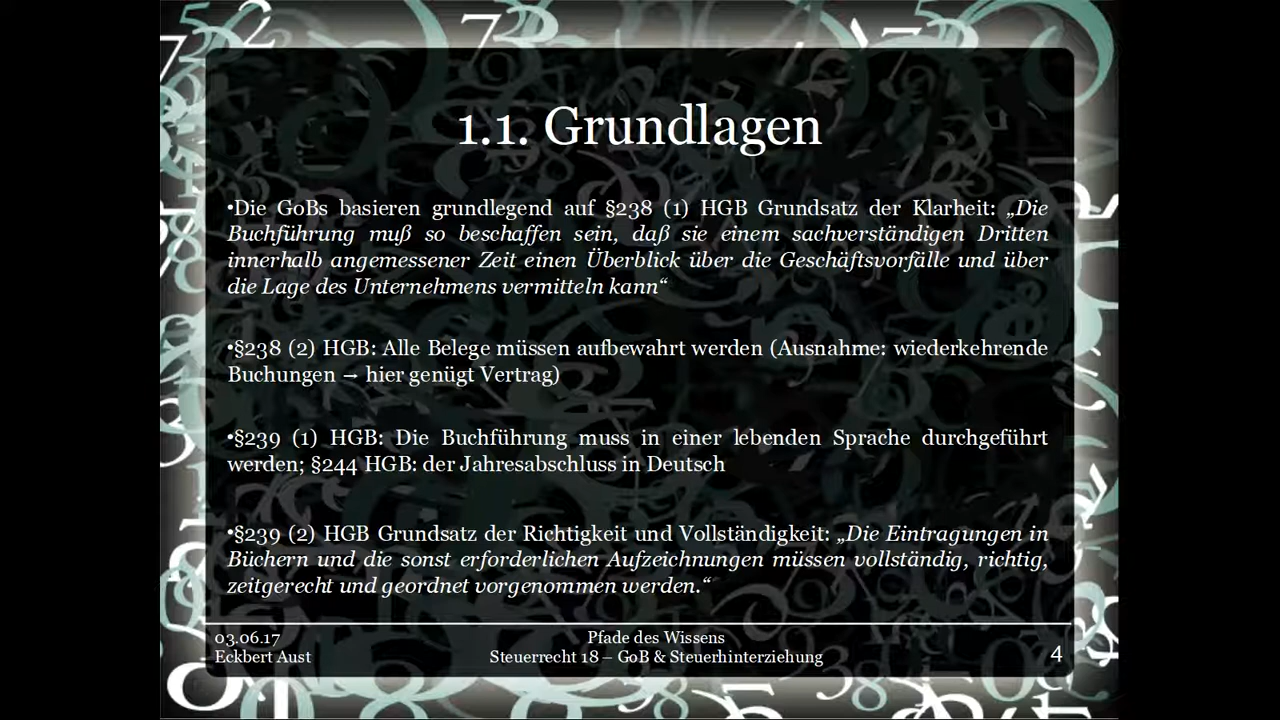 1.1. Grundlagen
•Die GoBs basieren grundlegend auf §238 (1) HGB Grundsatz der Klarheit: „Die
Buchführung muß so beschaffen sein, daß sie einem sachverständigen Dritten
innerhalb angemessener Zeit einen Überblick über die Geschäftsvorfälle und über
die Lage des Unternehmens vermitteln kann“
•§238 (2) HGB: Alle Belege müssen aufbewahrt werden (Ausnahme: wiederkehrende
Buchungen → hier genügt Vertrag)
•§239 (1) HGB: Die Buchführung muss in einer lebenden Sprache durchgeführt
werden; §244 HGB: der Jahresabschluss in Deutsch
•§239 (2) HGB Grundsatz der Richtigkeit und Vollständigkeit: „Die Eintragungen in
Büchern und die sonst erforderlichen Aufzeichnungen müssen vollständig, richtig,
zeitgerecht und geordnet vorgenommen werden.“
03.06.17
Eckbert Aust
Pfade des Wissens
Steuerrecht 18 – GoB & Steuerhinterziehung
4